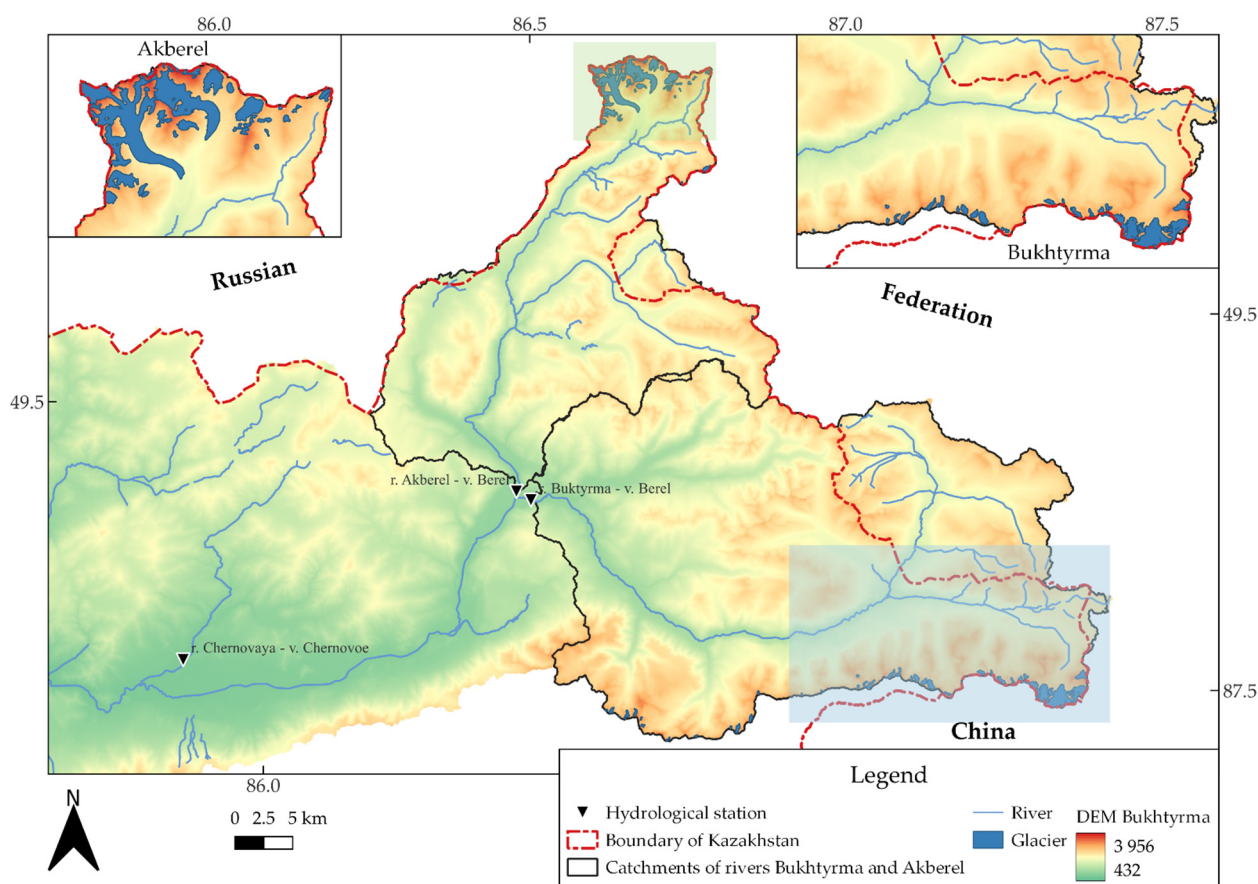 86.0
86.5
87.0
87.5
Akberel
Bukhtyrma
Russian
Federation
49.5
49.5
r. Akberel - v. Berel
r. Buktyrma - v. Berel
r. Chernovaya - v. Chernovoe
87.5
China
86.0
N
0 2.5 5 km
Legend
Hydrological station
Boundary of Kazakhstan
Catchments of rivers Bukhtyrma and Akberel
River
Glacier
DEM Bukhtyrma
3 956
432